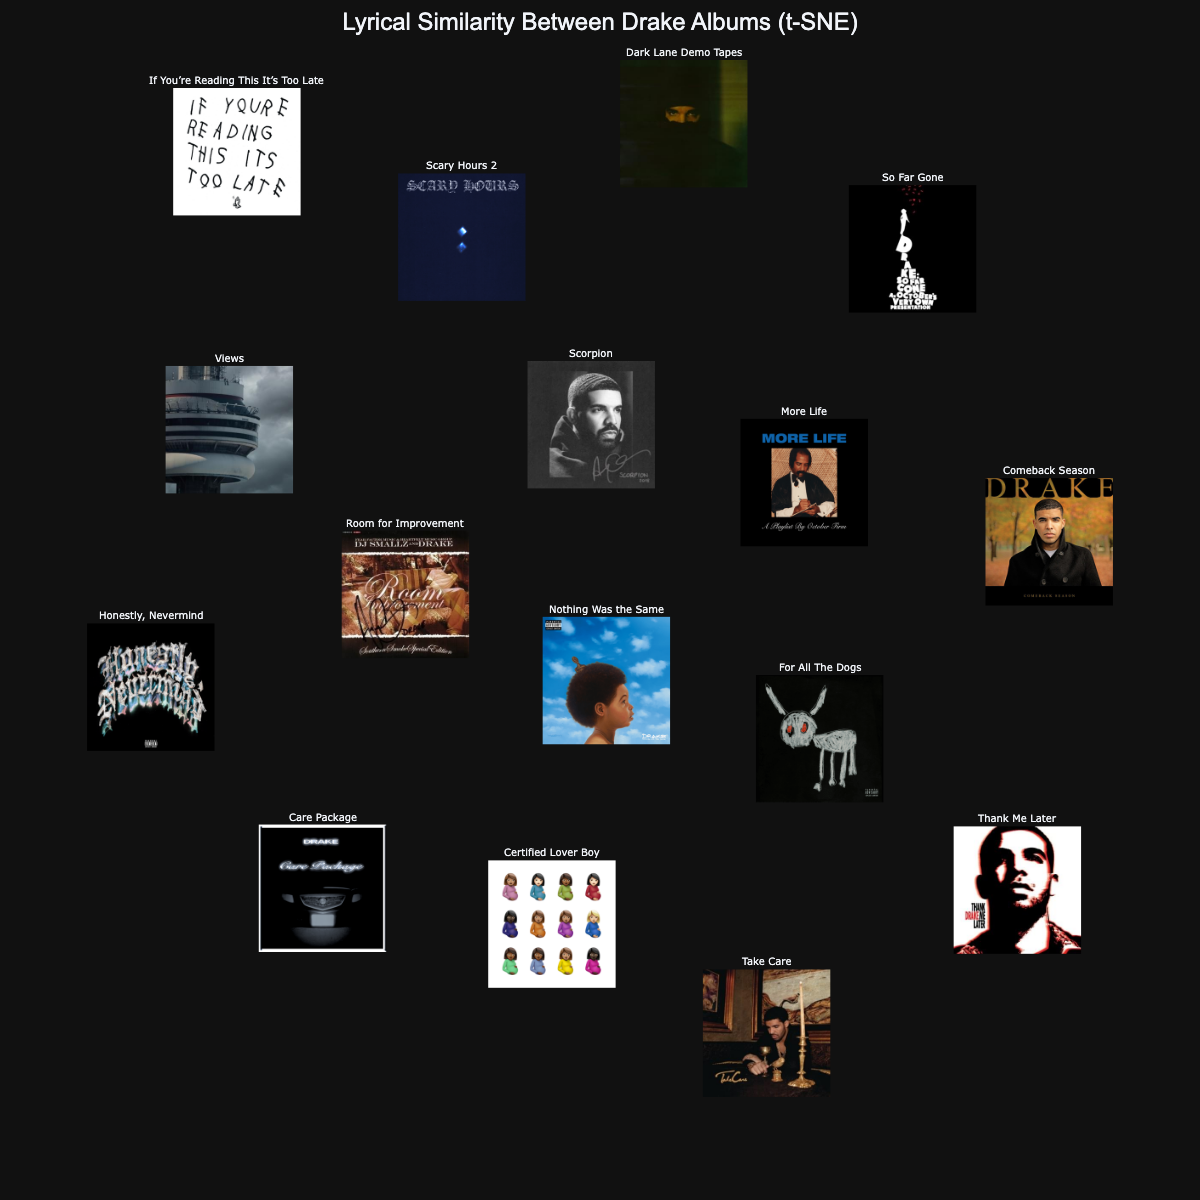 Lyrical Similarity Between Drake Albums (t-SNE)
Dark Lane Demo Tapes
If You’re Reading This It’s Too Late
IF YOURE
READING
THIS ITS
TOO LATE
Scary Hours 2
SCARY HOURS
So Far Gone
DRAKE:
SO FAR
GONE
OCTOBER'S
VERY OWN
PRESENTATION
Views
Scorpion
SCORPION
More Life
MORE LIFE
A Playlist By October Firm
Comeback Season
DRAKE
COMEBACK SEASON
Room for Improvement
DJ SMALLZ AND DRAKE
Room
Improvement
Southern Smoke Special Edition
Honestly, Nevermind
Honestly,
Nevermind
Nothing Was the Same
For All The Dogs
Care Package
DRAKE
Care Package
Certified Lover Boy
Thank Me Later
THANK
DRAKE ME
LATER
Take Care
TakeCare